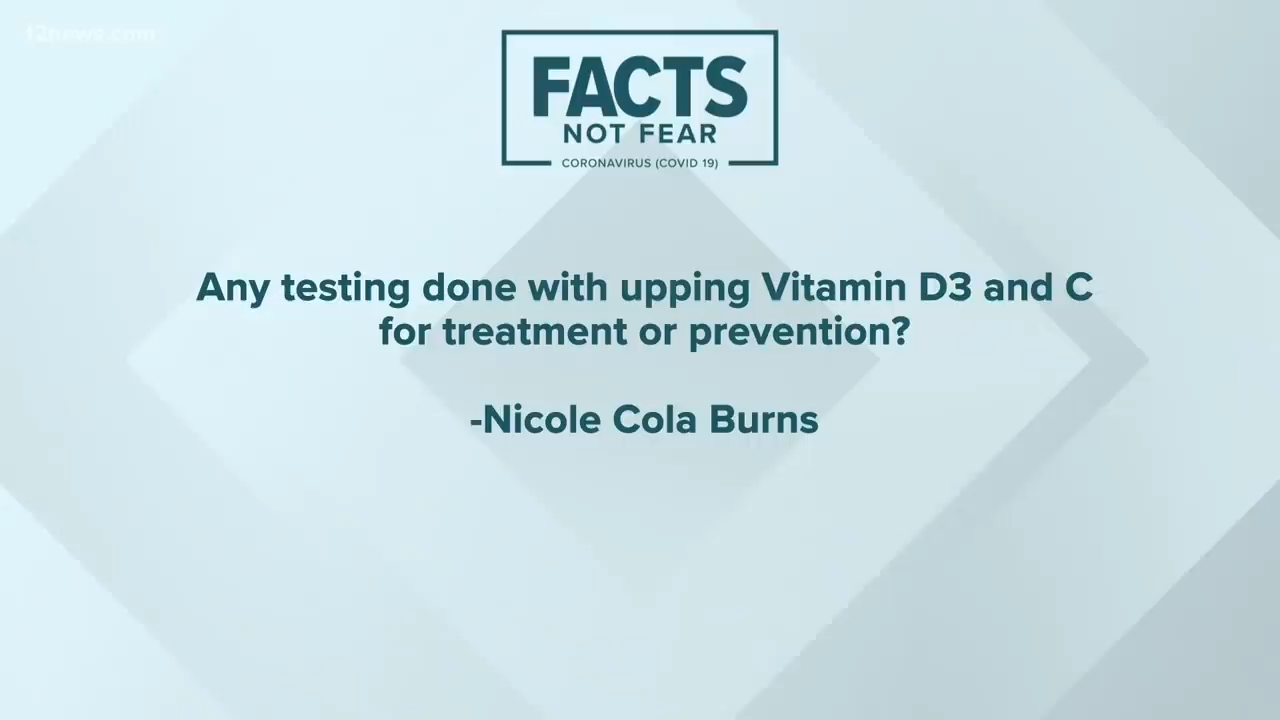 12news.com
FACTS
NOT FEAR
CORONAVIRUS (COVID 19)
Any testing done with upping Vitamin D3 and C
for treatment or prevention?
-Nicole Cola Burns